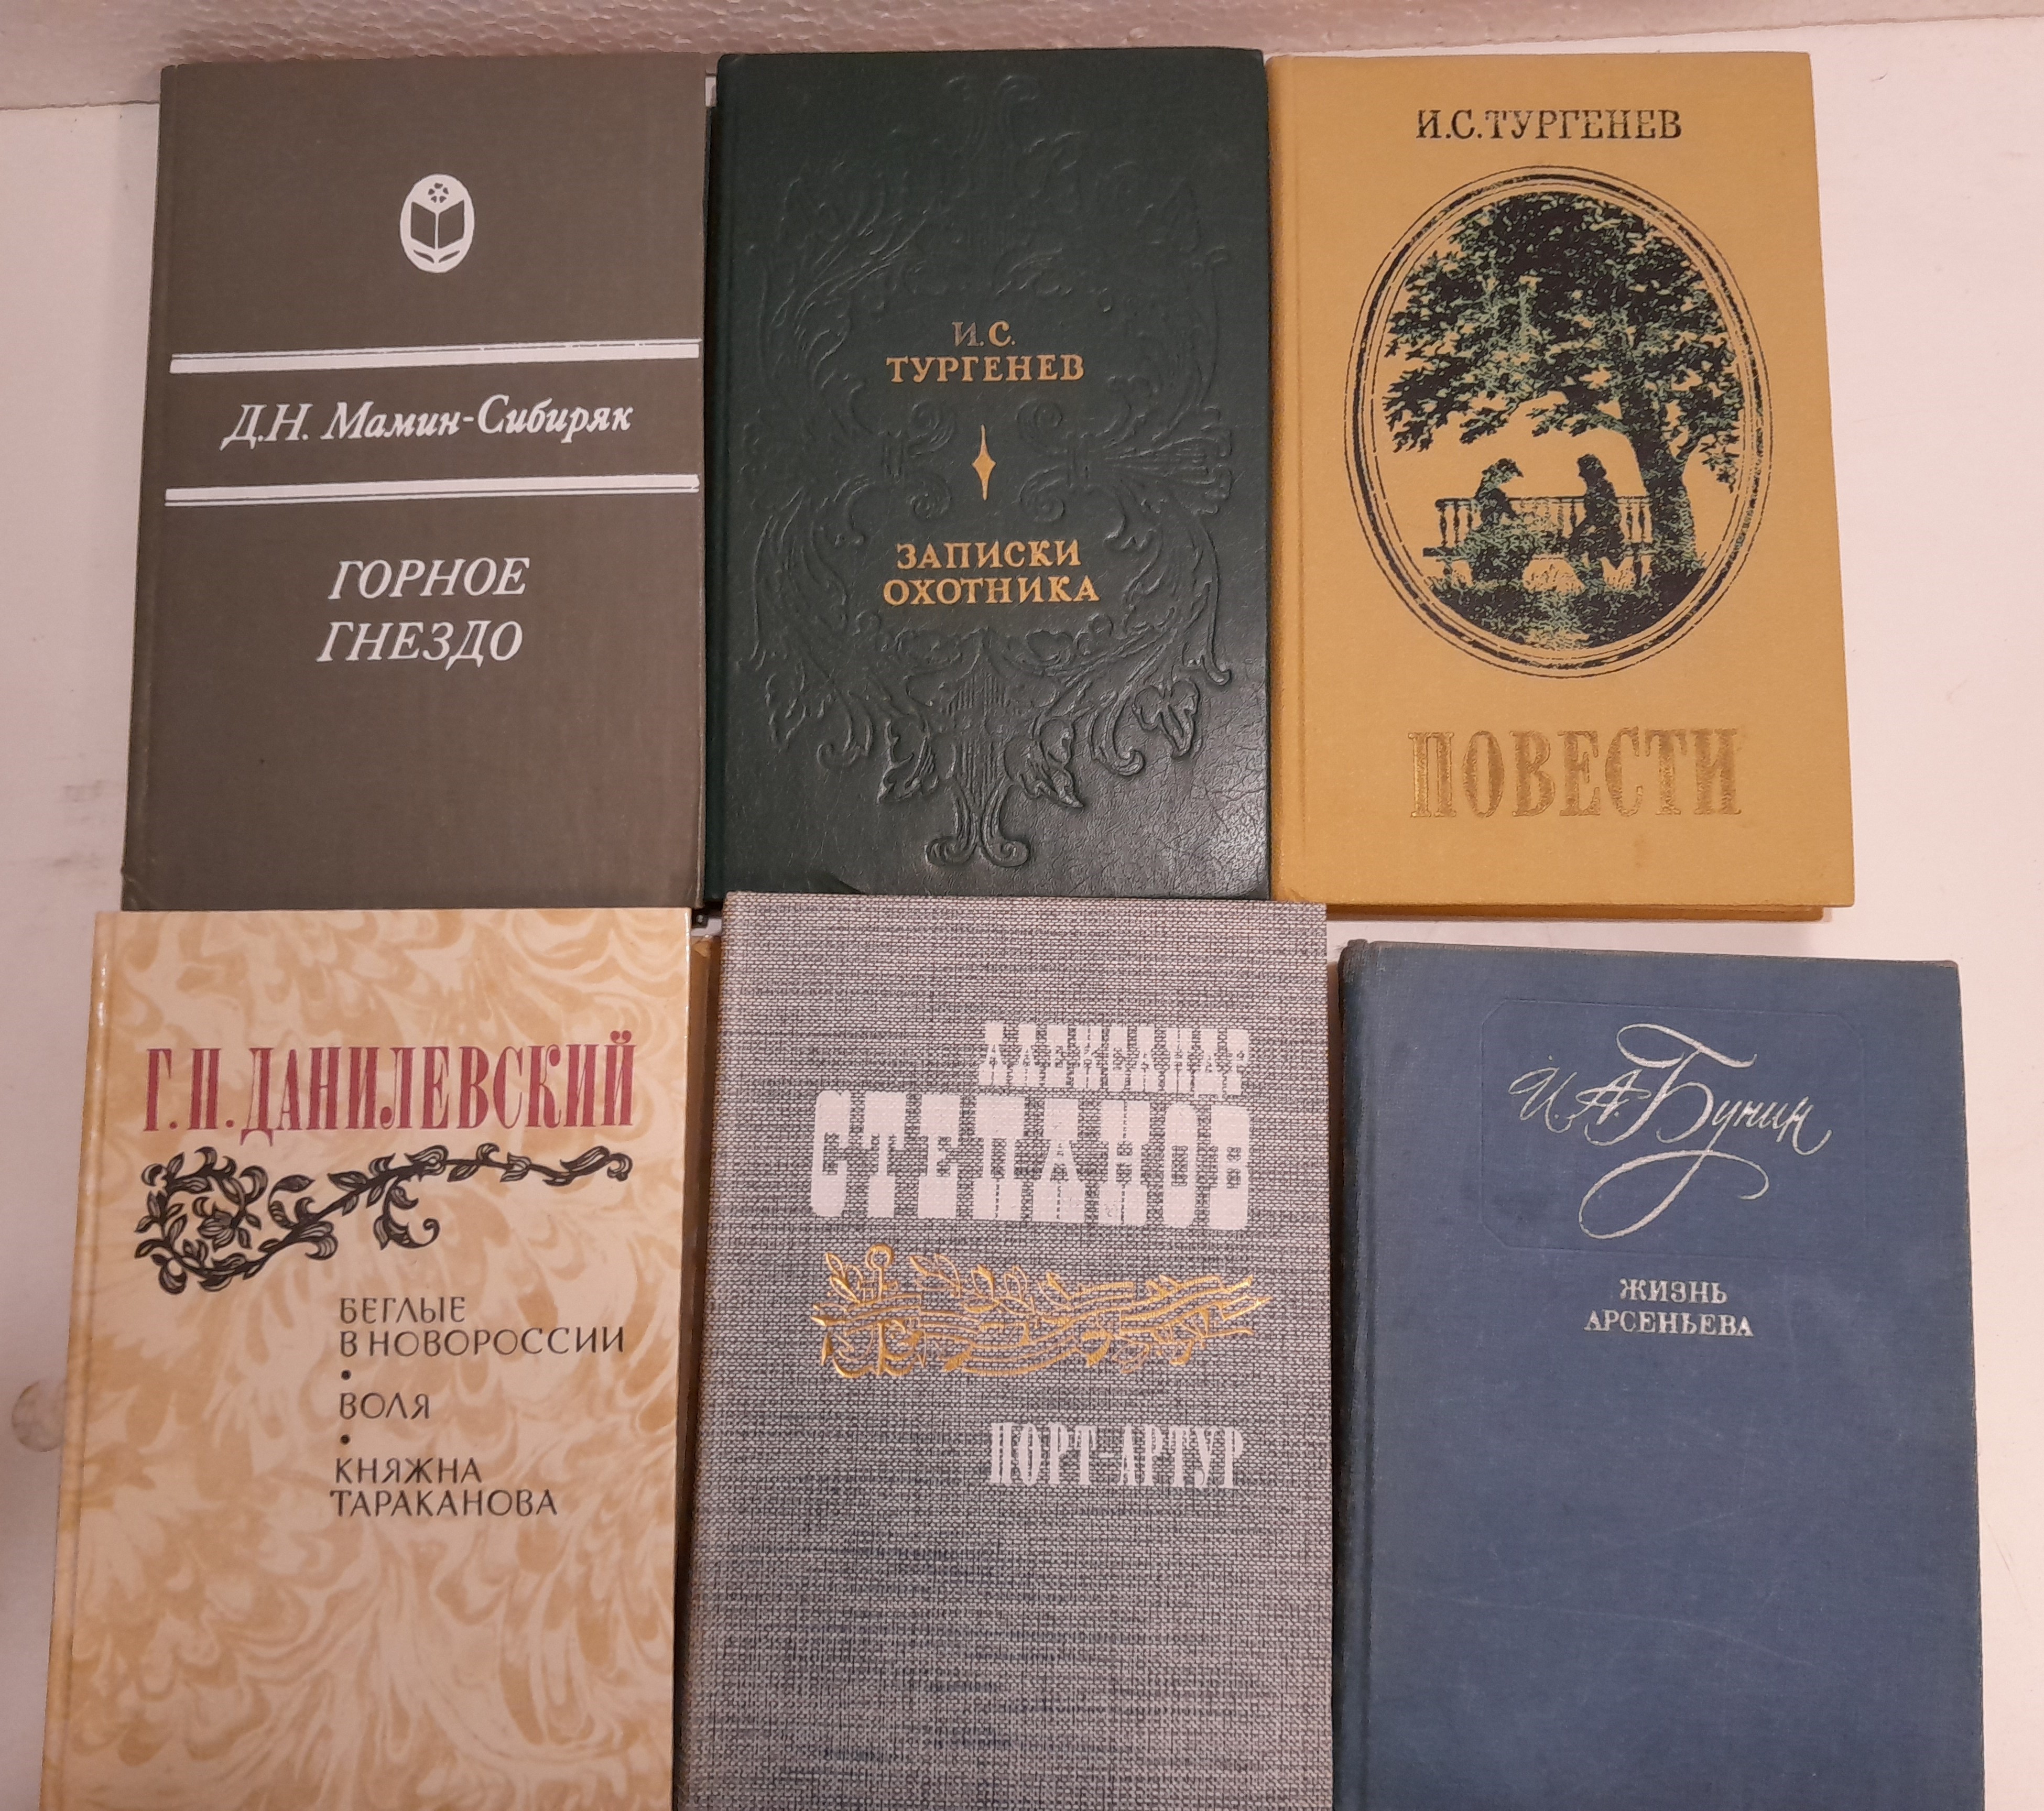 Д.Н. Мамин-Сибиряк
ГОРНОЕ
ГНЕЗДО
И.С.
ТУРГЕНЕВ
ЗАПИСКИ
ОХОТНИКА
И.С.ТУРГЕНЕВ
ПОВЕСТИ
Г.П.ДАНИЛЕВСКИЙ
БЕГЛЫЕ
В НОВОРОССИИ
•
ВОЛЯ
•
КНЯЖНА
ТАРАКАНОВА
АЛЕКСАНДР
СТЕПАНОВ
ПОРТ-АРТУР
И.А.Бунин
ЖИЗНЬ
АРСЕНЬЕВА